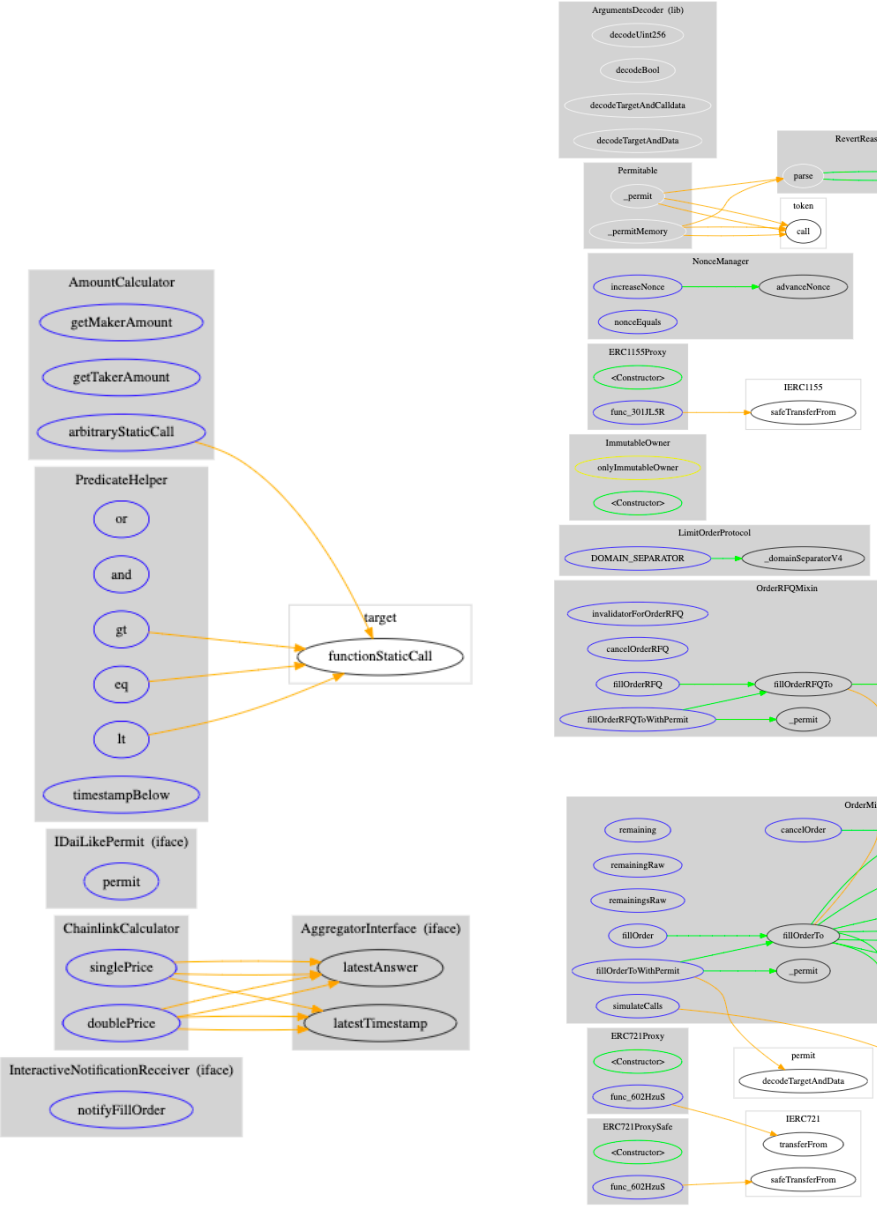 AmountCalculator
getMakerAmount
getTakerAmount
arbitraryStaticCall
PredicateHelper
or
and
gt
eq
lt
timestampBelow
target
functionStaticCall
IDaiLikePermit (iface)
permit
ChainlinkCalculator
singlePrice
doublePrice
AggregatorInterface (iface)
latestAnswer
latestTimestamp
InteractiveNotificationReceiver (iface)
notifyFillOrder
ArgumentsDecoder (lib)
decodeUint256
decodeBool
decodeTargetAndCalldata
decodeTargetAndData
RevertReas
parse
Permitable
_permit
_permitMemory
token
call
NonceManager
increaseNonce
advanceNonce
nonceEquals
ERC1155Proxy
<Constructor>
func_301JL5R
IERC1155
safeTransferFrom
ImmutableOwner
onlyImmutableOwner
<Constructor>
LimitOrderProtocol
DOMAIN_SEPARATOR
_domainSeparatorV4
OrderRFQMixin
invalidatorForOrderRFQ
cancelOrderRFQ
fillOrderRFQ
fillOrderRFQTo
fillOrderRFQToWithPermit
_permit
OrderMi
remaining
cancelOrder
remainingRaw
remainingsRaw
fillOrder
fillOrderTo
fillOrderToWithPermit
_permit
simulateCalls
ERC721Proxy
<Constructor>
func_602HzuS
permit
decodeTargetAndData
IERC721
transferFrom
safeTransferFrom
ERC721ProxySafe
<Constructor>
func_602HzuS